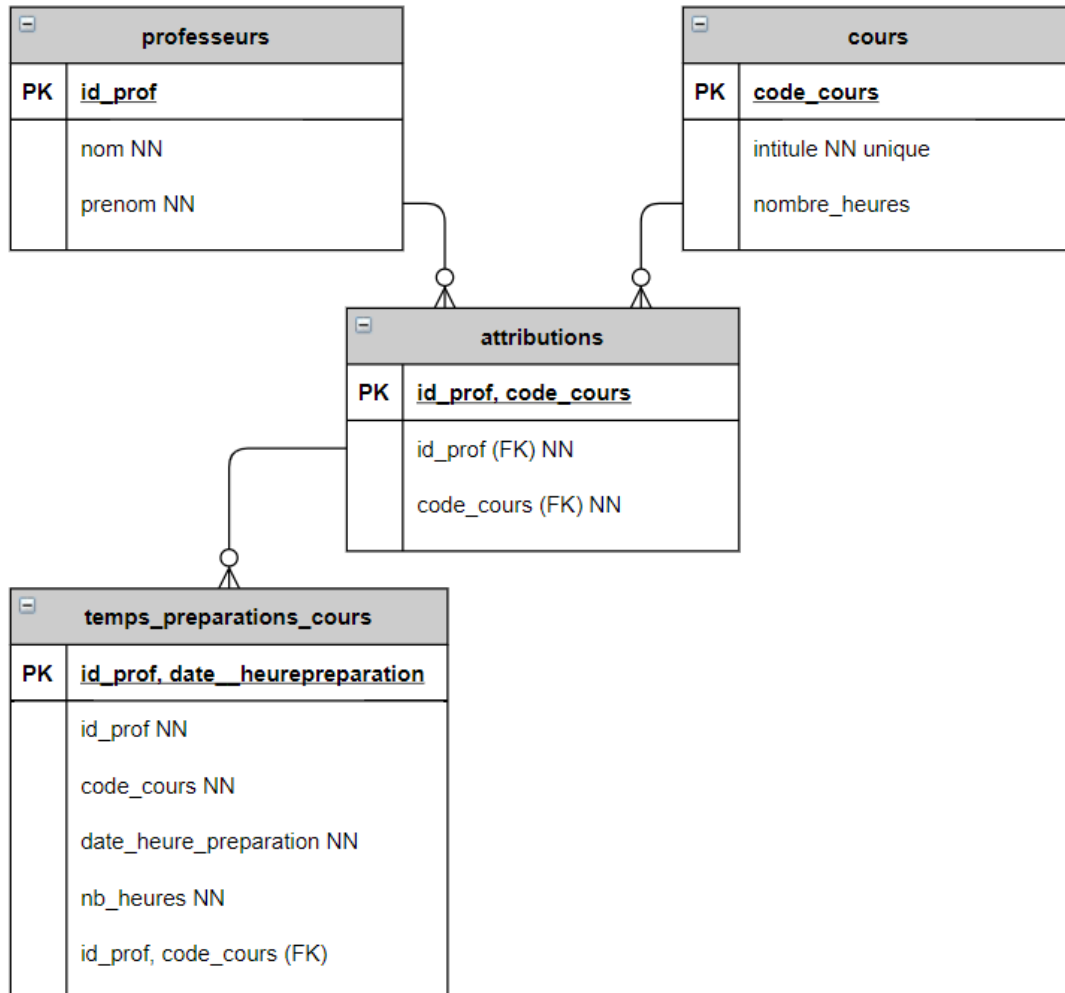 professeurs
PK id_prof
nom NN
prenom NN
cours
PK code_cours
intitule NN unique
nombre_heures
attributions
PK id_prof, code_cours
id_prof (FK) NN
code_cours (FK) NN
temps_preparations_cours
PK id_prof, date__heurepreparation
id_prof NN
code_cours NN
date_heure_preparation NN
nb_heures NN
id_prof, code_cours (FK)